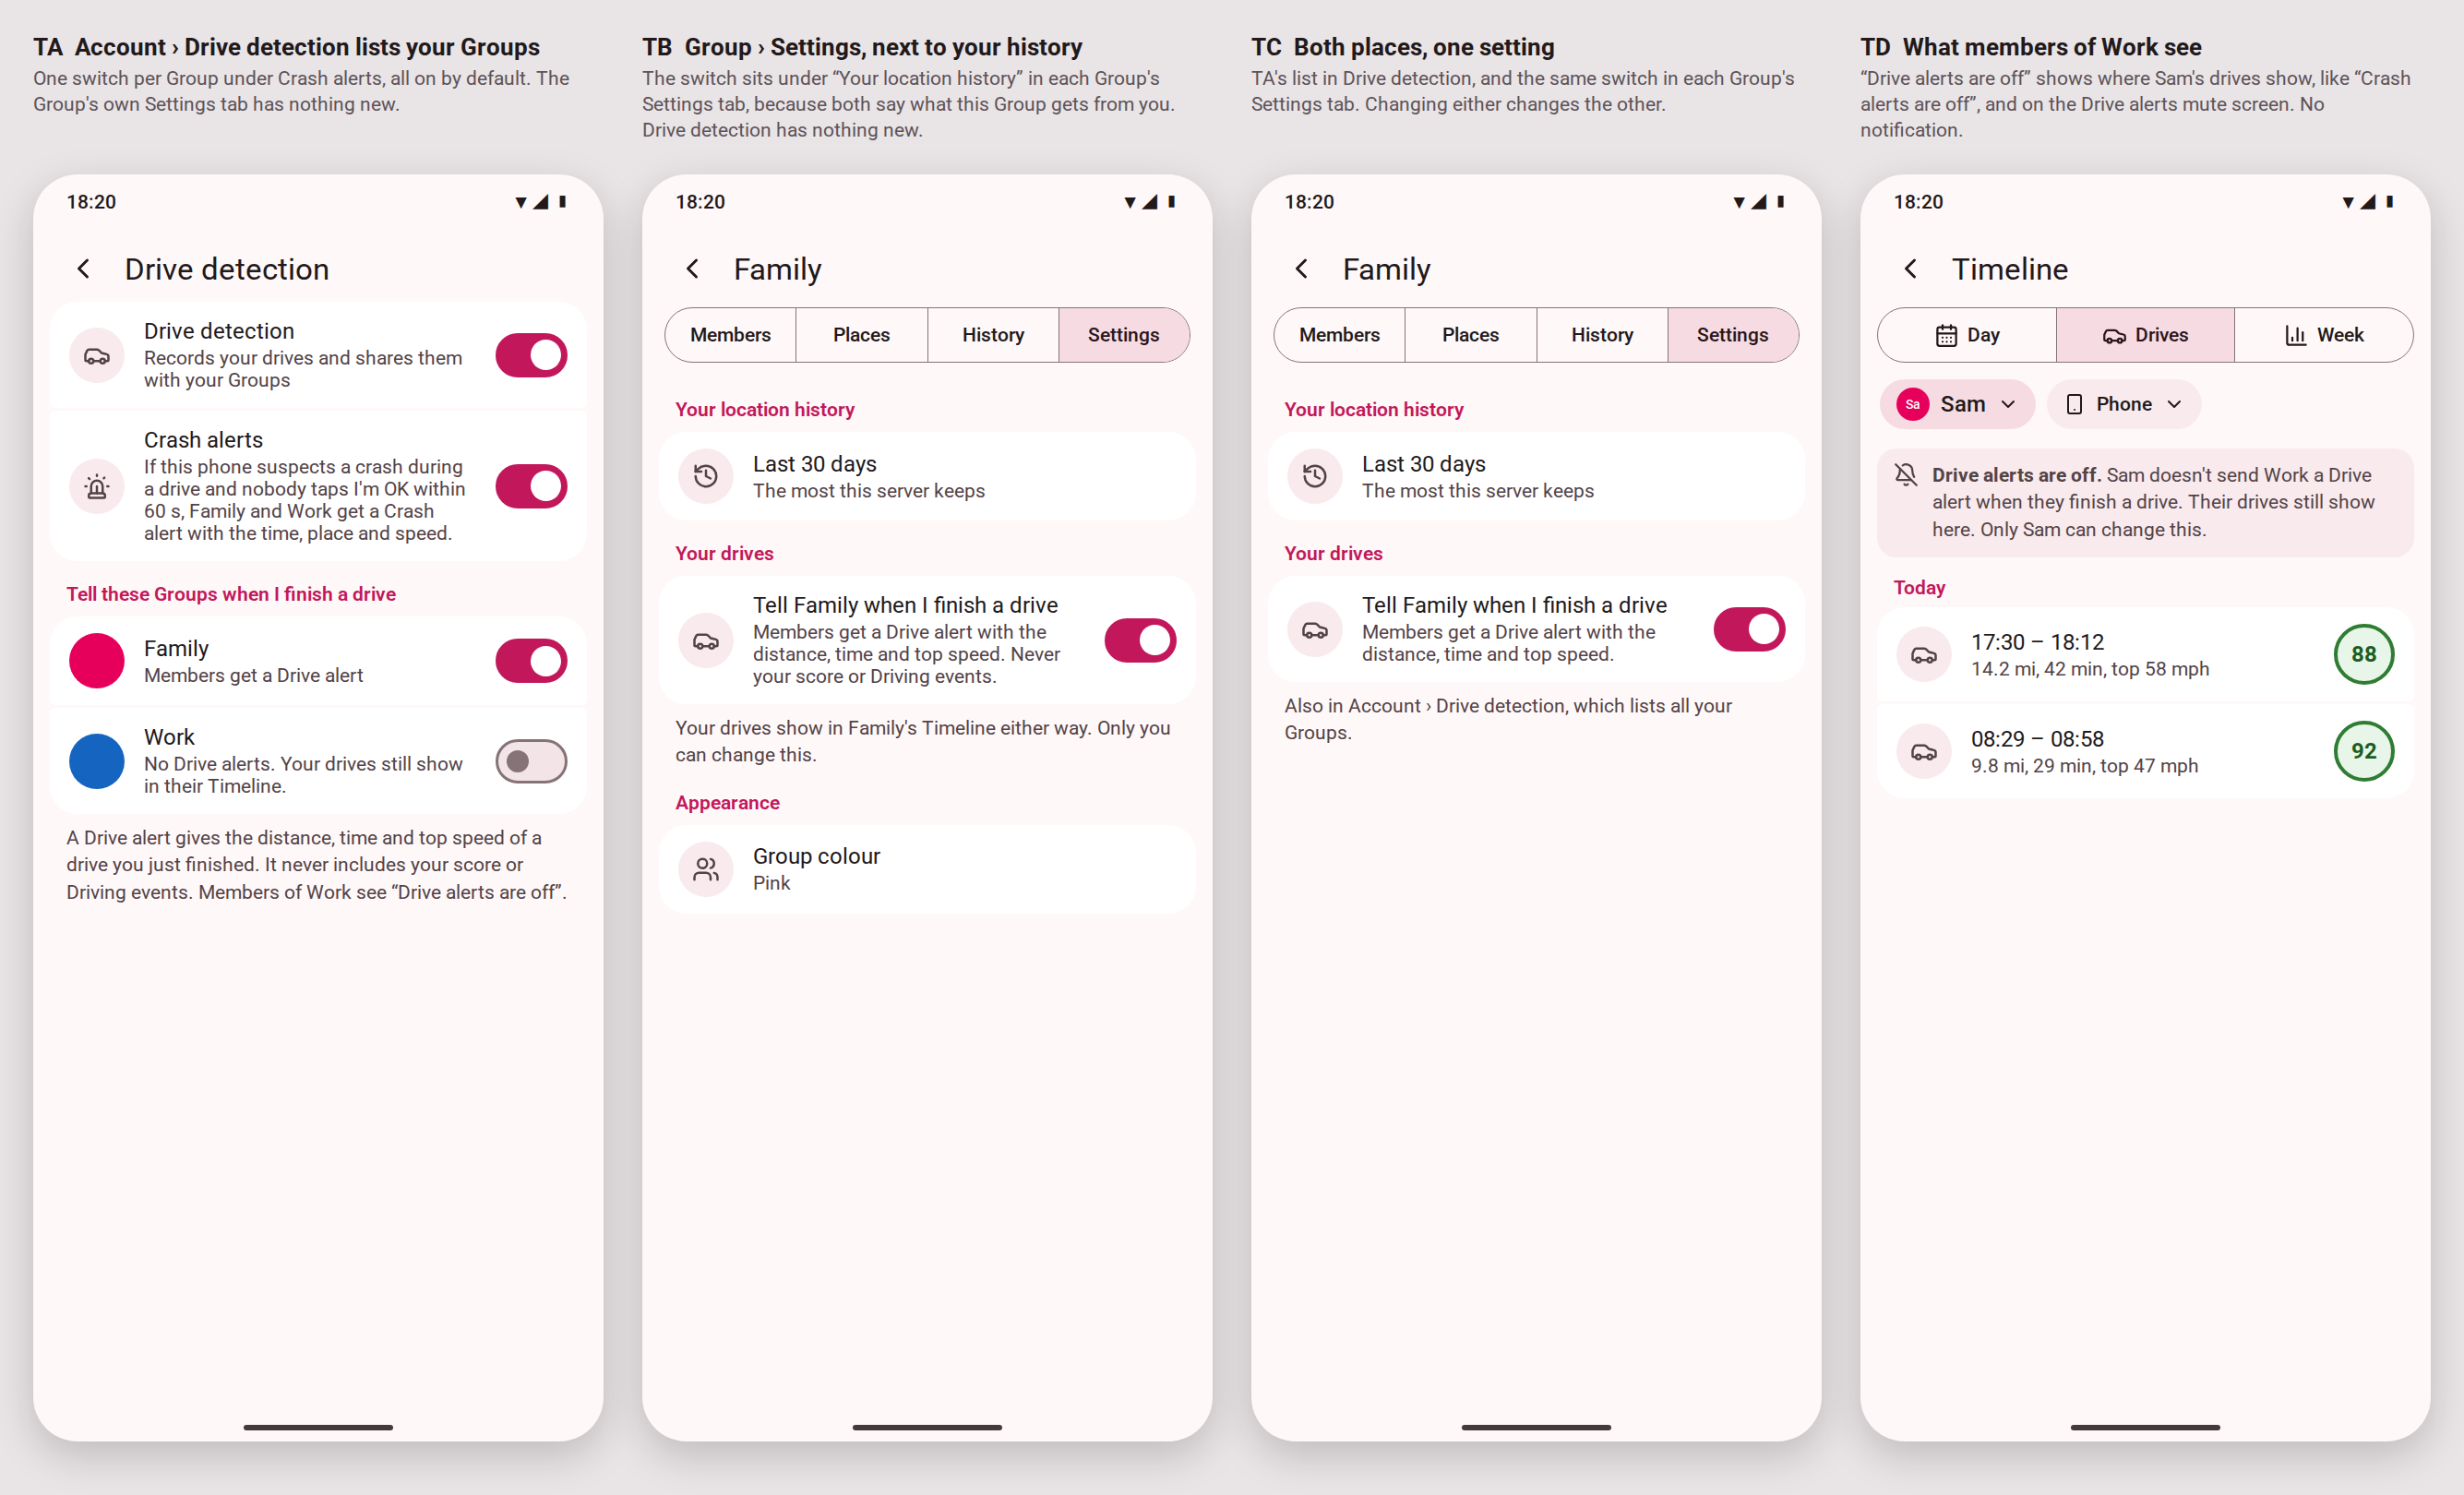 TA Account › Drive detection lists your Groups
One switch per Group under Crash alerts, all on by default. The
Group's own Settings tab has nothing new.
18:20
Drive detection
Drive detection
Records your drives and shares them
with your Groups
Crash alerts
If this phone suspects a crash during
a drive and nobody taps I'm OK within
60 s, Family and Work get a Crash
alert with the time, place and speed.
Tell these Groups when I finish a drive
Family
Members get a Drive alert
Work
No Drive alerts. Your drives still show
in their Timeline.
A Drive alert gives the distance, time and top speed of a
drive you just finished. It never includes your score or
Driving events. Members of Work see “Drive alerts are off”.
TB Group › Settings, next to your history
The switch sits under “Your location history” in each Group's
Settings tab, because both say what this Group gets from you.
Drive detection has nothing new.
18:20
Family
Members
Places
History
Settings
Your location history
Last 30 days
The most this server keeps
Your drives
Tell Family when I finish a drive
Members get a Drive alert with the
distance, time and top speed. Never
your score or Driving events.
Your drives show in Family's Timeline either way. Only you
can change this.
Appearance
Group colour
Pink
TC Both places, one setting
TA's list in Drive detection, and the same switch in each Group's
Settings tab. Changing either changes the other.
18:20
Family
Members
Places
History
Settings
Your location history
Last 30 days
The most this server keeps
Your drives
Tell Family when I finish a drive
Members get a Drive alert with the
distance, time and top speed.
Also in Account › Drive detection, which lists all your
Groups.
TD What members of Work see
“Drive alerts are off” shows where Sam's drives show, like “Crash
alerts are off”, and on the Drive alerts mute screen. No
notification.
18:20
Timeline
Day
Drives
Week
Sa
Sam
Phone
Drive alerts are off. Sam doesn't send Work a Drive
alert when they finish a drive. Their drives still show
here. Only Sam can change this.
Today
17:30 – 18:12
14.2 mi, 42 min, top 58 mph
88
08:29 – 08:58
9.8 mi, 29 min, top 47 mph
92